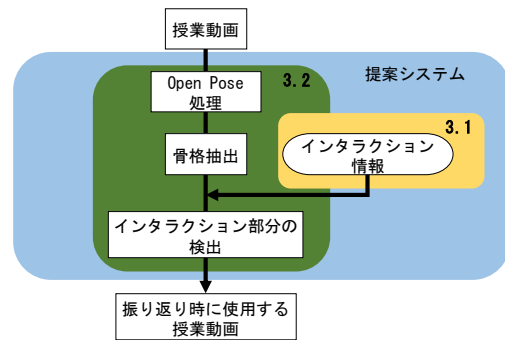 授業動画
提案システム
Open Pose
処理
3.2
3.1
インタラクション
情報
骨格抽出
インタラクション部分の
検出
振り返り時に使用する
授業動画